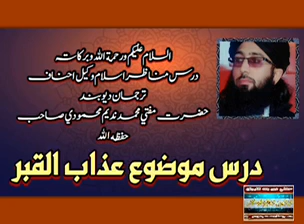 السلام علیکم ورحمۃ اللہ وبرکاتہ
درس مناظر اسلام وکیل احناف
ترجمان دیوبند
حضرت مفتی محمد ندیم محمودی صاحب
حفظہ اللہ
درس موضوع عذاب القبر